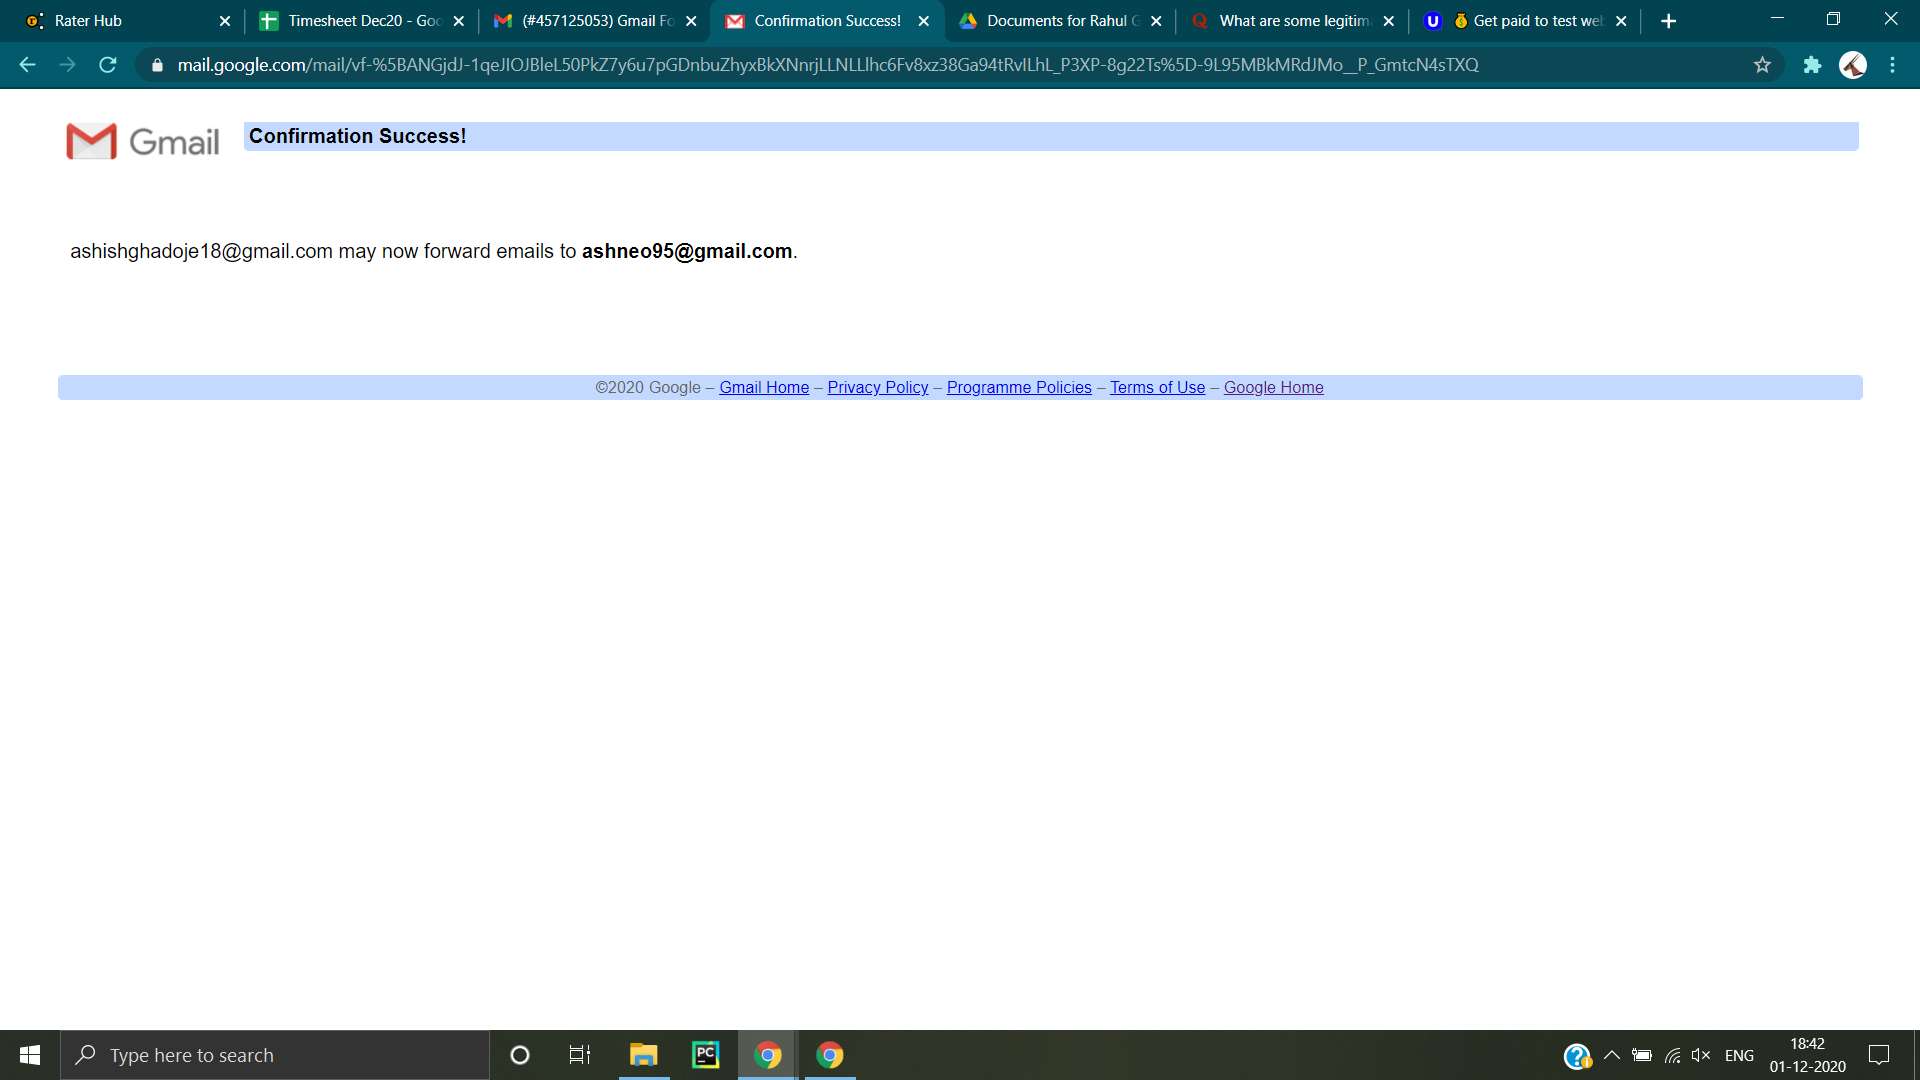 Rater Hub
Timesheet Dec20 - Goo
(#457125053) Gmail Fo
Confirmation Success!
Documents for Rahul G
What are some legitim
U
Get paid to test web
mail.google.com/mail/vf-%5BANGjdJ-1qeJIOJBleL50PkZ7y6u7pGDnbuZhyxBkXNnrjLLNLLlhc6Fv8xz38Ga94tRvILhL_P3XP-8g22Ts%5D-9L95MBkMRdJMo__P_GmtcN4sTXQ
Gmail
Confirmation Success!
ashishghadoje18@gmail.com may now forward emails to ashneo95@gmail.com.
©2020 Google – Gmail Home – Privacy Policy – Programme Policies – Terms of Use – Google Home
Type here to search
PC
ENG
18:42
01-12-2020